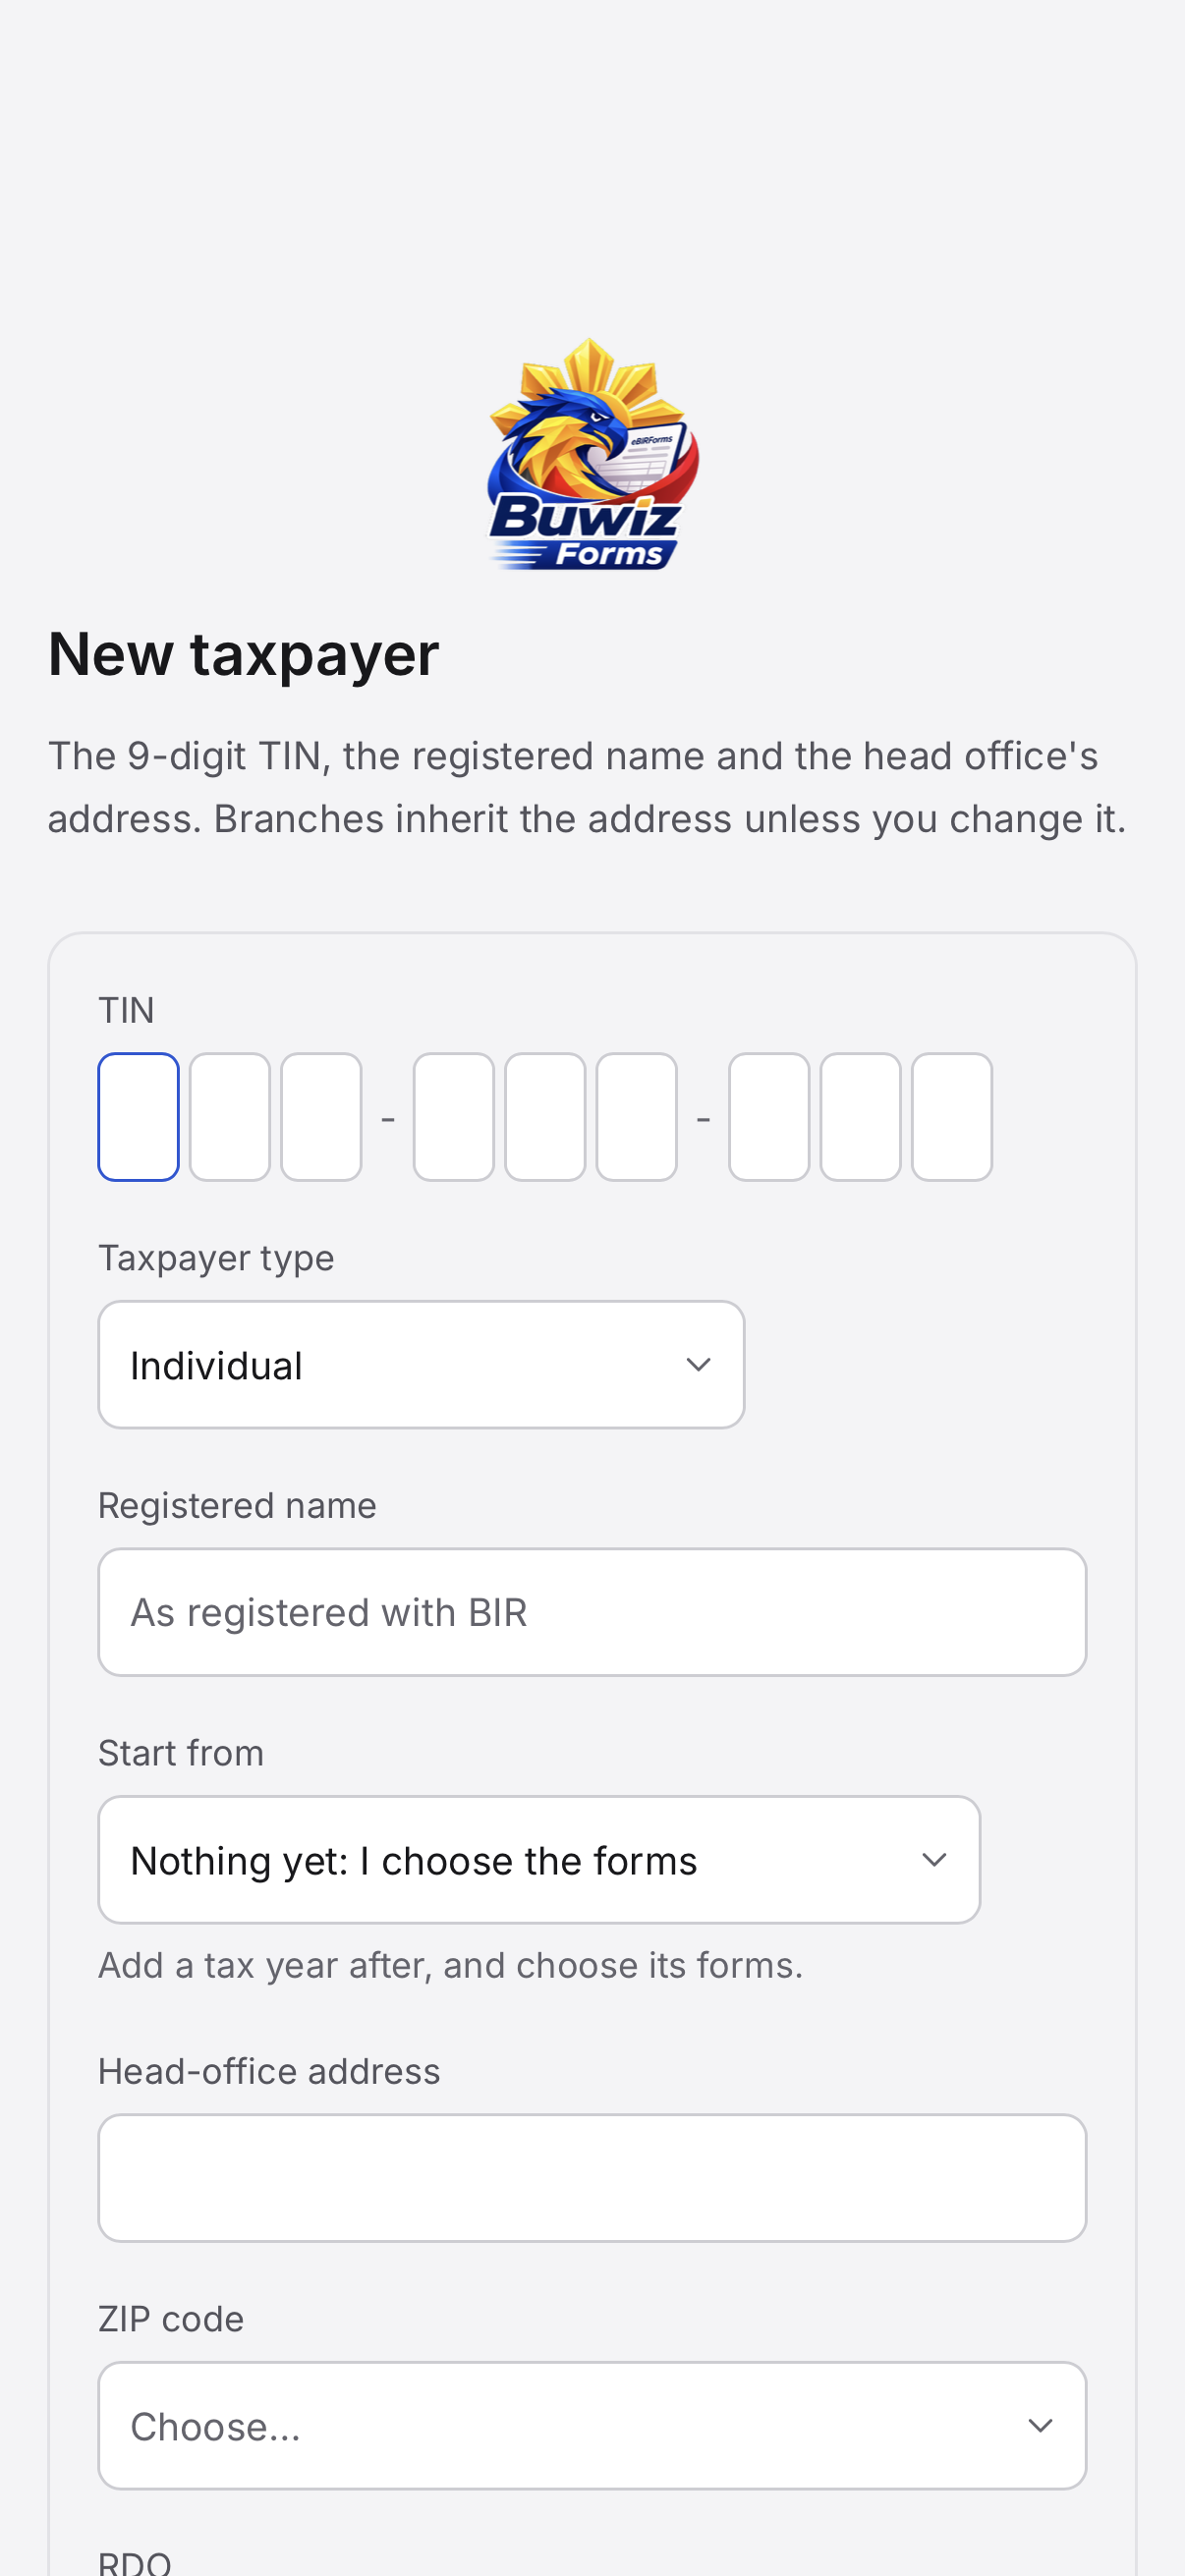 eBIRForms
Buwiz
Forms
New taxpayer
The 9-digit TIN, the registered name and the head office's
address. Branches inherit the address unless you change it.
TIN
- -
Taxpayer type
Individual
Registered name
As registered with BIR
Start from
Nothing yet: I choose the forms
Add a tax year after, and choose its forms.
Head-office address
ZIP code
Choose...
RDO